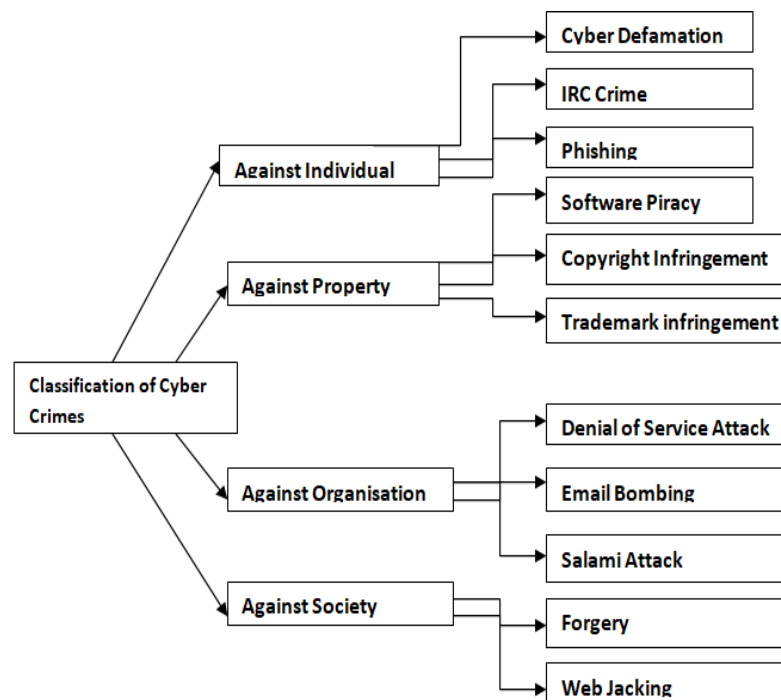 Cyber Defamation
IRC Crime
Against Individual
Phishing
Software Piracy
Copyright Infringement
Against Property
Trademark infringement
Classification of Cyber
Crimes
Denial of Service Attack
Against Organisation
Email Bombing
Salami Attack
Against Society
Forgery
Web Jacking